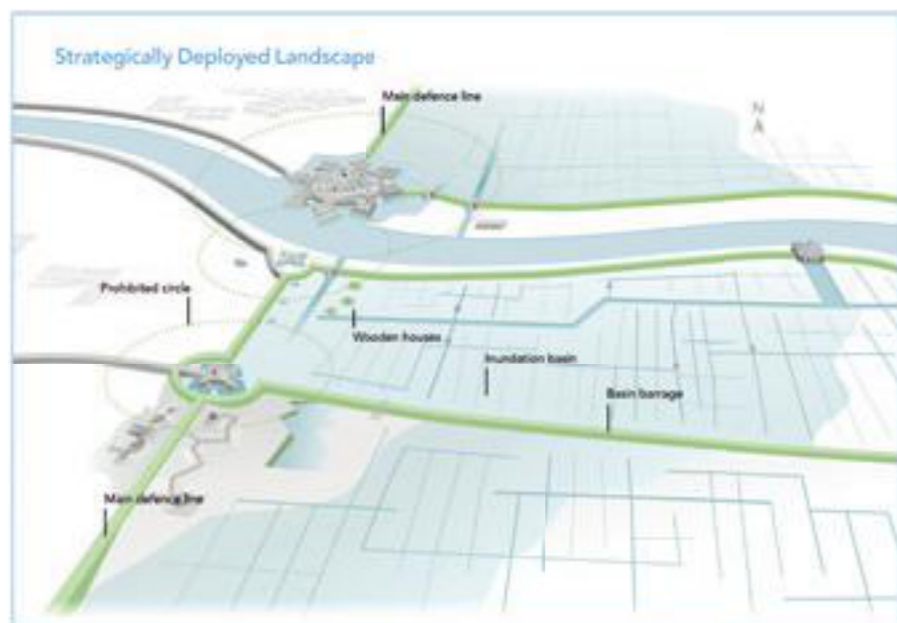 Strategically Deployed Landscape
Main defence line
N
Prohibited circle
Wooden houses
Inundation basin
Basin barrage
Main defence line